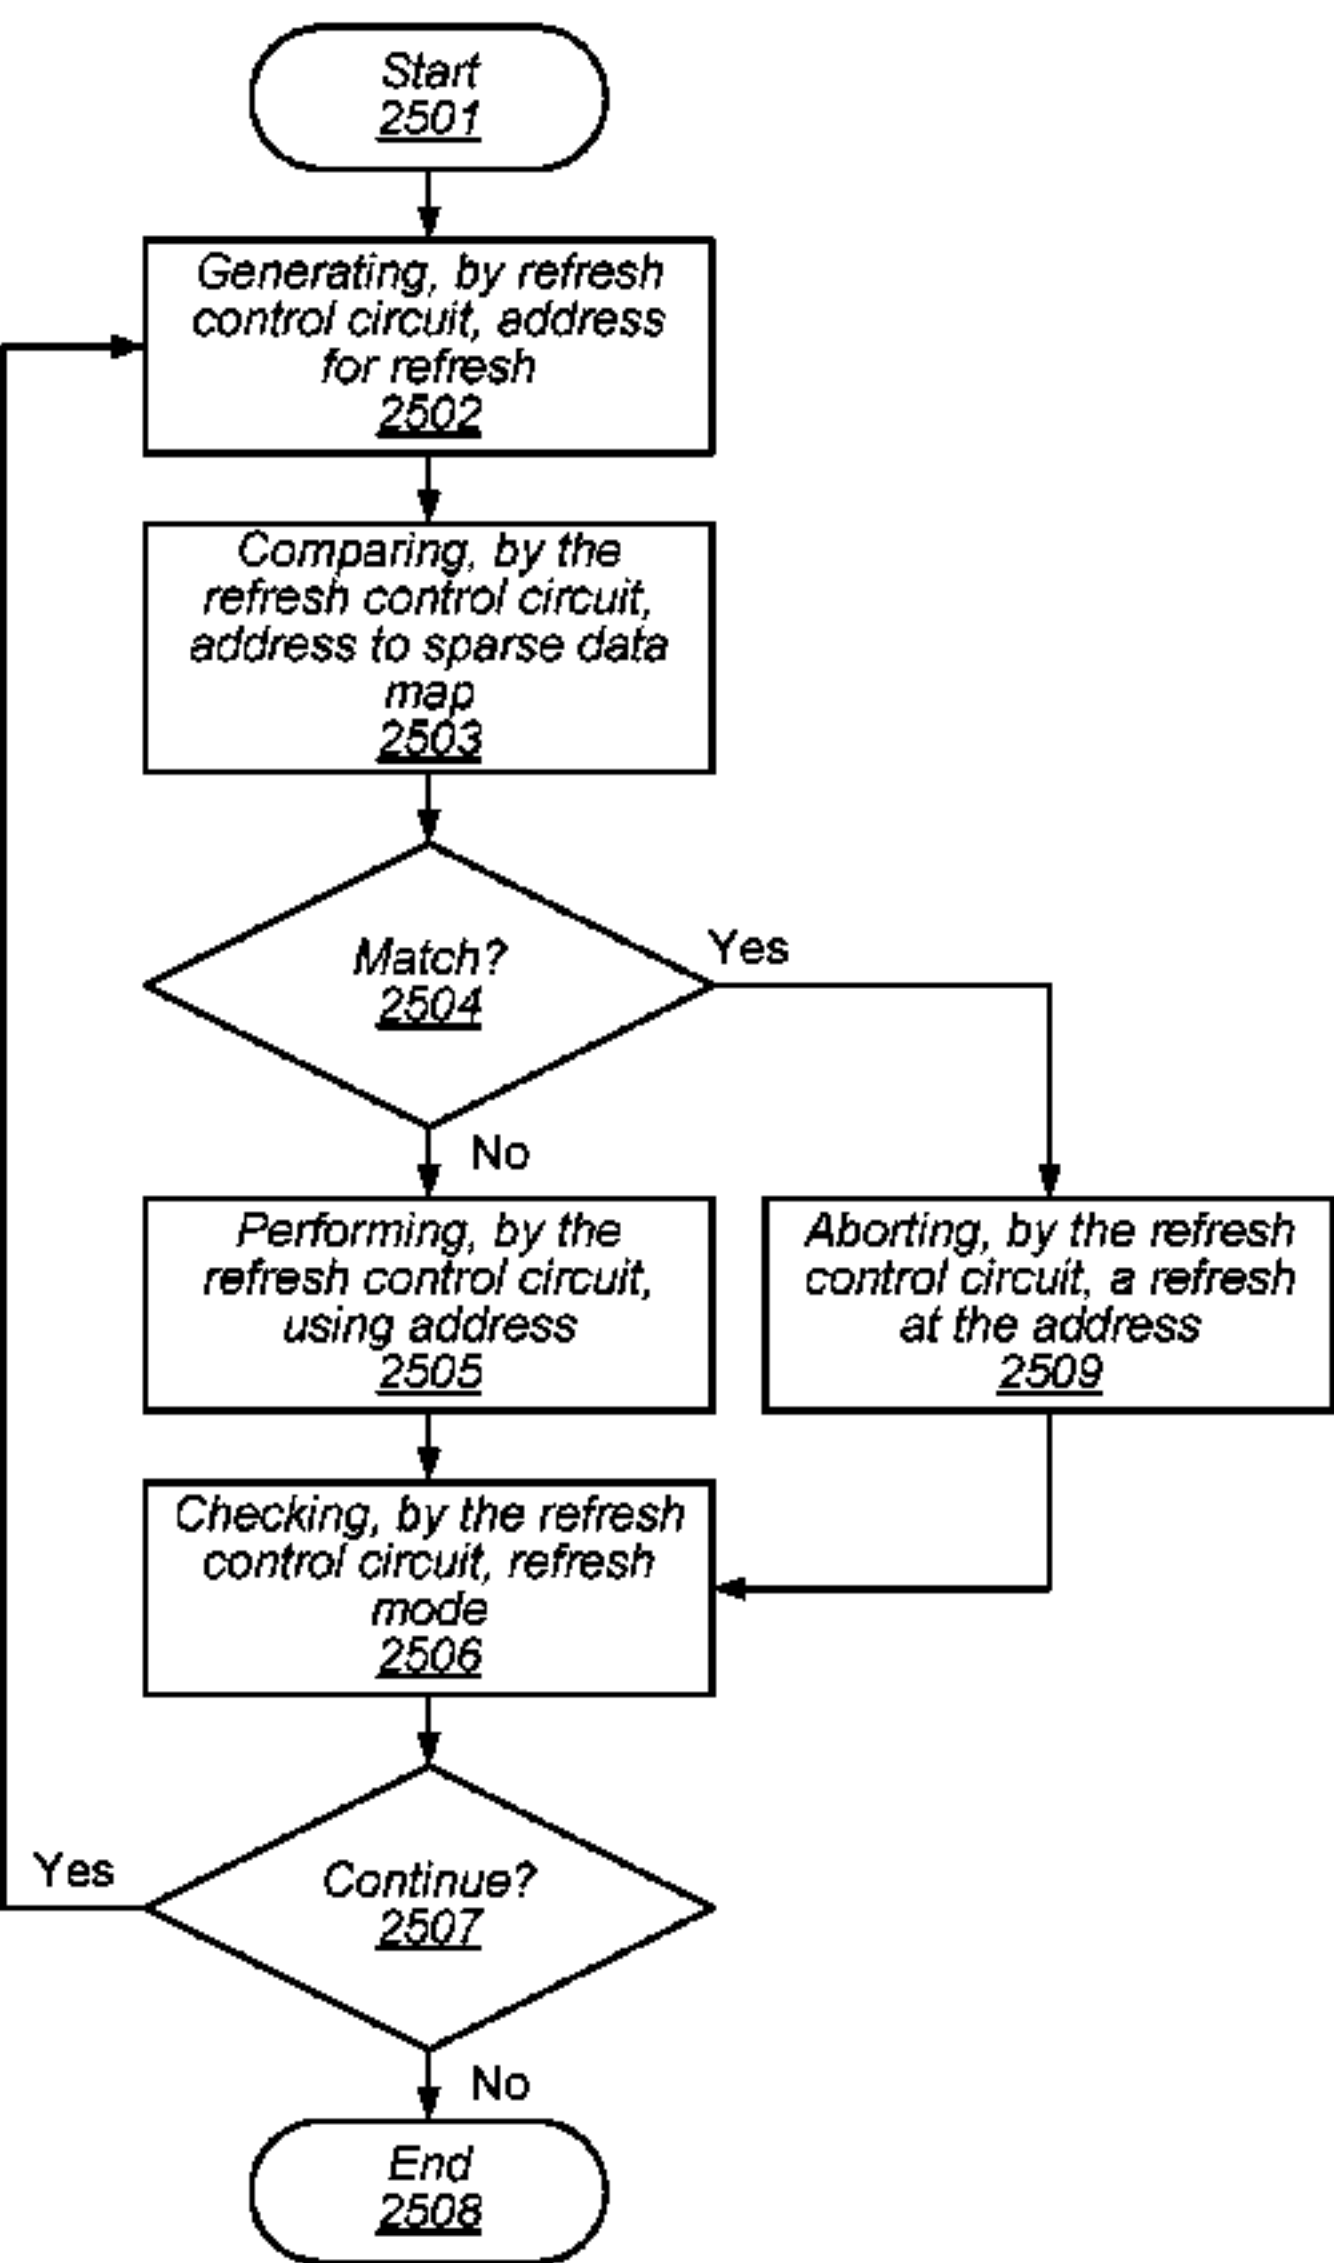 Start
2501
Generating, by refresh
control circuit, address
for refresh
2502
Comparing, by the
refresh control circuit,
address to sparse data
map
2503
Match?
2504
Yes
No
Performing, by the
refresh control circuit,
using address
2505
Aborting, by the refresh
control circuit, a refresh
at the address
2509
Checking, by the refresh
control circuit, refresh
mode
2506
Continue?
2507
Yes
No
End
2508